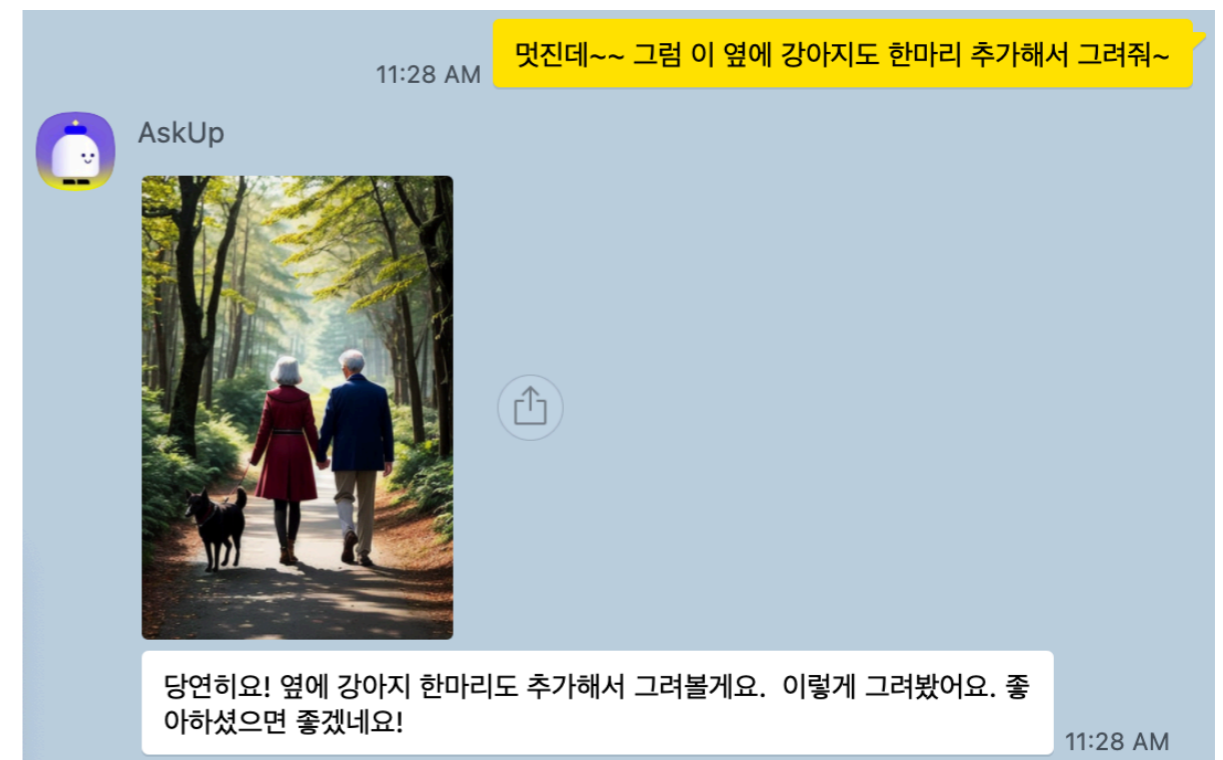 멋진데~~ 그럼 이 옆에 강아지도 한마리 추가해서 그려줘~
11:28 AM
AskUp
당연히요! 옆에 강아지 한마리도 추가해서 그려볼게요.  이렇게 그려봤어요. 좋
아하셨으면 좋겠네요!
11:28 AM